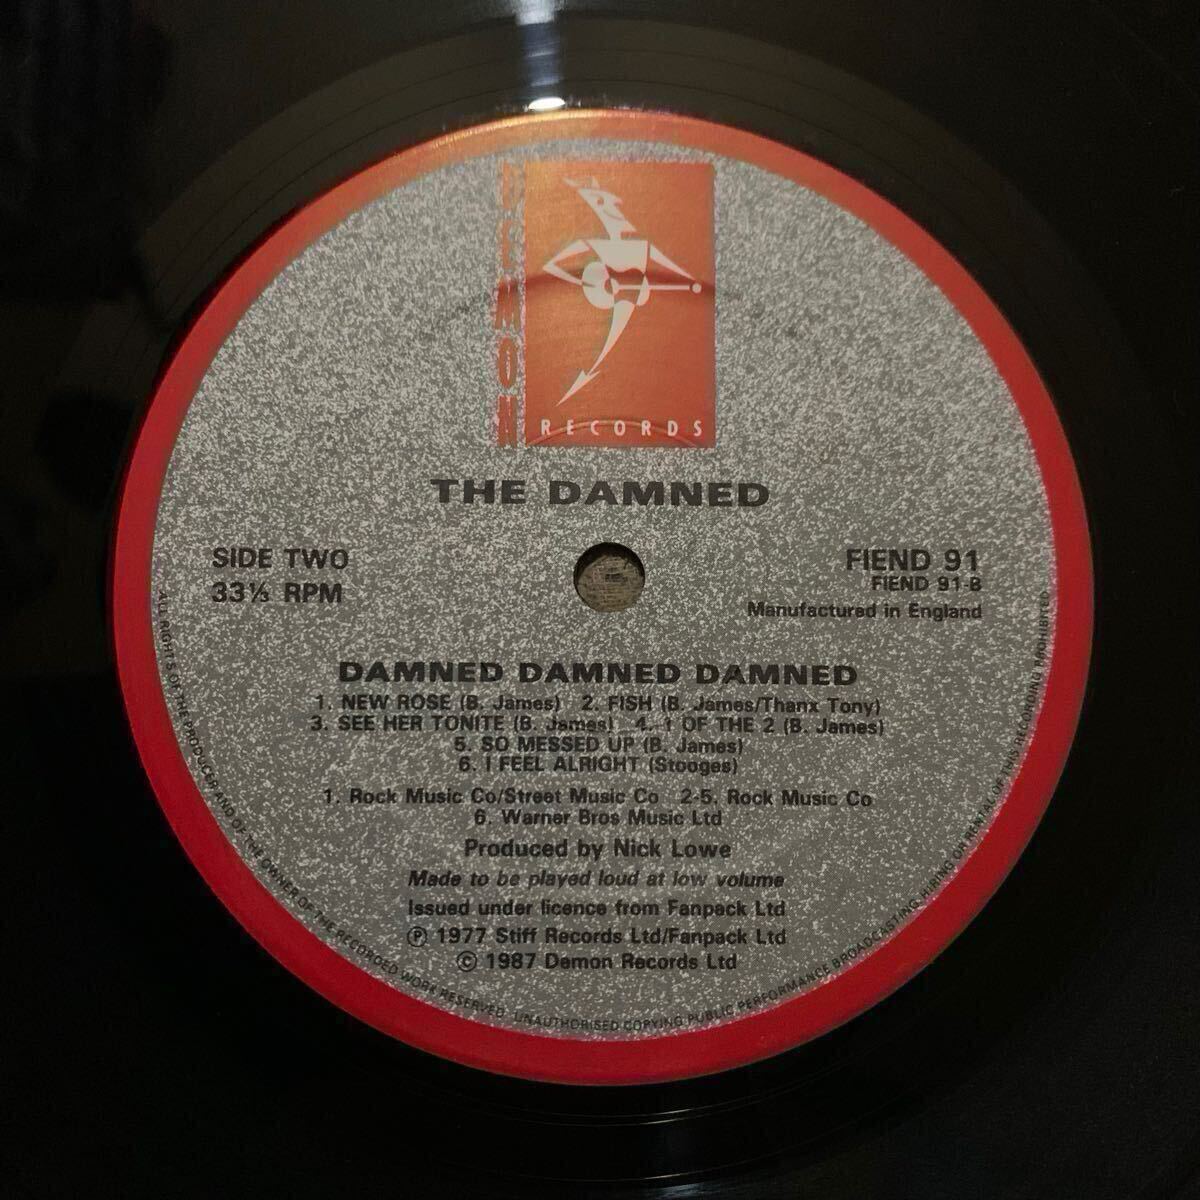 DEMON
RECORDS
THE DAMNED
SIDE TWO
33⅓ RPM
FIEND 91
FIEND 91-B
Manufactured in England
DAMNED DAMNED DAMNED
1. NEW ROSE (B. James) 2. FISH (B. James/Thanx Tony)
3. SEE HER TONITE (B. James) 4. 1 OF THE 2 (B. James)
5. SO MESSED UP (B. James)
6. I FEEL ALRIGHT (Stooges)
1. Rock Music Co/Street Music Co 2-5. Rock Music Co
6. Warner Bros Music Ltd
Produced by Nick Lowe
Made to be played loud at low volume
Issued under licence from Fanpack Ltd
℗ 1977 Stiff Records Ltd/Fanpack Ltd
© 1987 Demon Records Ltd
ALL RIGHTS OF THE PRODUCER AND OF THE OWNER OF THE RECORDED WORK RESERVED UNAUTHORISED COPYING PUBLIC PERFORMANCE BROADCASTING HIRING OR RENTAL OF THIS RECORDING PROHIBITED